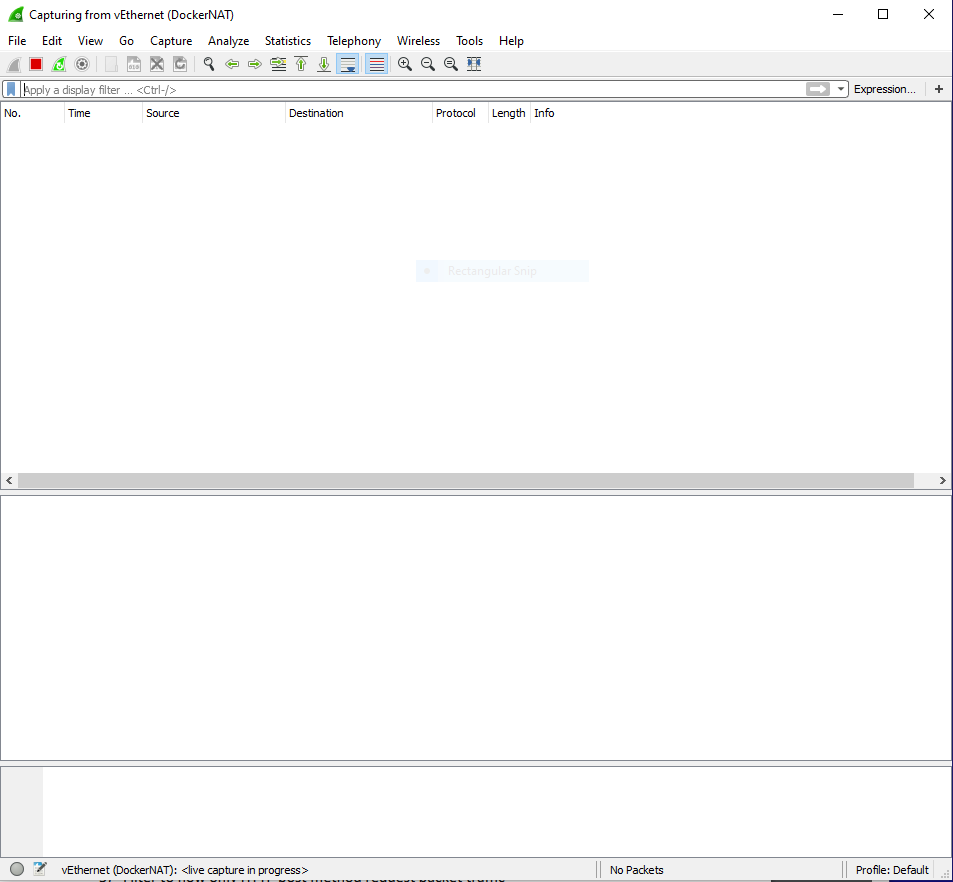 Capturing from vEthernet (DockerNAT)
File Edit View Go Capture Analyze Statistics Telephony Wireless Tools Help
Apply a display filter ... <Ctrl-/> Expression... +
No. Time Source Destination Protocol Length Info
Rectangular Snip
vEthernet (DockerNAT): <live capture in progress> No Packets Profile: Default